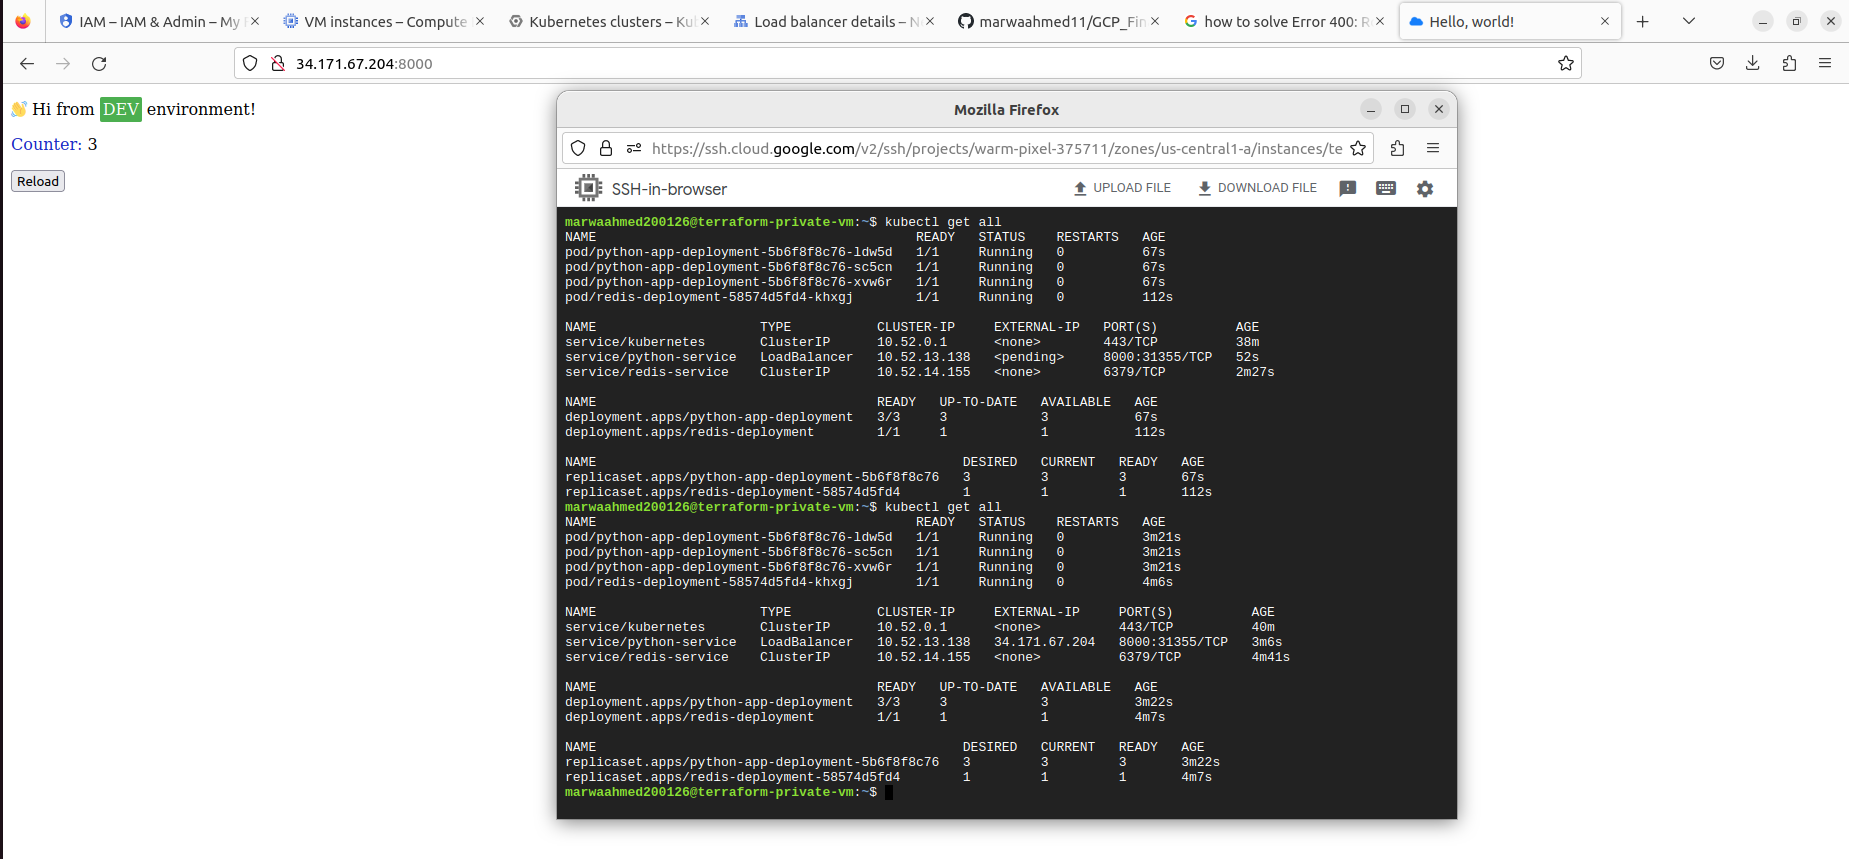 IAM – IAM & Admin – My
VM instances – Compute
Kubernetes clusters – Ku
Load balancer details – N
marwaahmed11/GCP_Fin
how to solve Error 400: R
Hello, world!
34.171.67.204:8000
👋 Hi from DEV environment!
Counter: 3
Reload
Mozilla Firefox
https://ssh.cloud.google.com/v2/ssh/projects/warm-pixel-375711/zones/us-central1-a/instances/te
SSH-in-browser
UPLOAD FILE
DOWNLOAD FILE
marwaahmed200126@terraform-private-vm:~$ kubectl get all
NAME READY STATUS RESTARTS AGE
pod/python-app-deployment-5b6f8f8c76-ldw5d 1/1 Running 0 67s
pod/python-app-deployment-5b6f8f8c76-sc5cn 1/1 Running 0 67s
pod/python-app-deployment-5b6f8f8c76-xvw6r 1/1 Running 0 67s
pod/redis-deployment-58574d5fd4-khxgj 1/1 Running 0 112s
NAME TYPE CLUSTER-IP EXTERNAL-IP PORT(S) AGE
service/kubernetes ClusterIP 10.52.0.1 <none> 443/TCP 38m
service/python-service LoadBalancer 10.52.13.138 <pending> 8000:31355/TCP 52s
service/redis-service ClusterIP 10.52.14.155 <none> 6379/TCP 2m27s
NAME READY UP-TO-DATE AVAILABLE AGE
deployment.apps/python-app-deployment 3/3 3 3 67s
deployment.apps/redis-deployment 1/1 1 1 112s
NAME DESIRED CURRENT READY AGE
replicaset.apps/python-app-deployment-5b6f8f8c76 3 3 3 67s
replicaset.apps/redis-deployment-58574d5fd4 1 1 1 112s
marwaahmed200126@terraform-private-vm:~$ kubectl get all
NAME READY STATUS RESTARTS AGE
pod/python-app-deployment-5b6f8f8c76-ldw5d 1/1 Running 0 3m21s
pod/python-app-deployment-5b6f8f8c76-sc5cn 1/1 Running 0 3m21s
pod/python-app-deployment-5b6f8f8c76-xvw6r 1/1 Running 0 3m21s
pod/redis-deployment-58574d5fd4-khxgj 1/1 Running 0 4m6s
NAME TYPE CLUSTER-IP EXTERNAL-IP PORT(S) AGE
service/kubernetes ClusterIP 10.52.0.1 <none> 443/TCP 40m
service/python-service LoadBalancer 10.52.13.138 34.171.67.204 8000:31355/TCP 3m6s
service/redis-service ClusterIP 10.52.14.155 <none> 6379/TCP 4m41s
NAME READY UP-TO-DATE AVAILABLE AGE
deployment.apps/python-app-deployment 3/3 3 3 3m22s
deployment.apps/redis-deployment 1/1 1 1 4m7s
NAME DESIRED CURRENT READY AGE
replicaset.apps/python-app-deployment-5b6f8f8c76 3 3 3 3m22s
replicaset.apps/redis-deployment-58574d5fd4 1 1 1 4m7s
marwaahmed200126@terraform-private-vm:~$